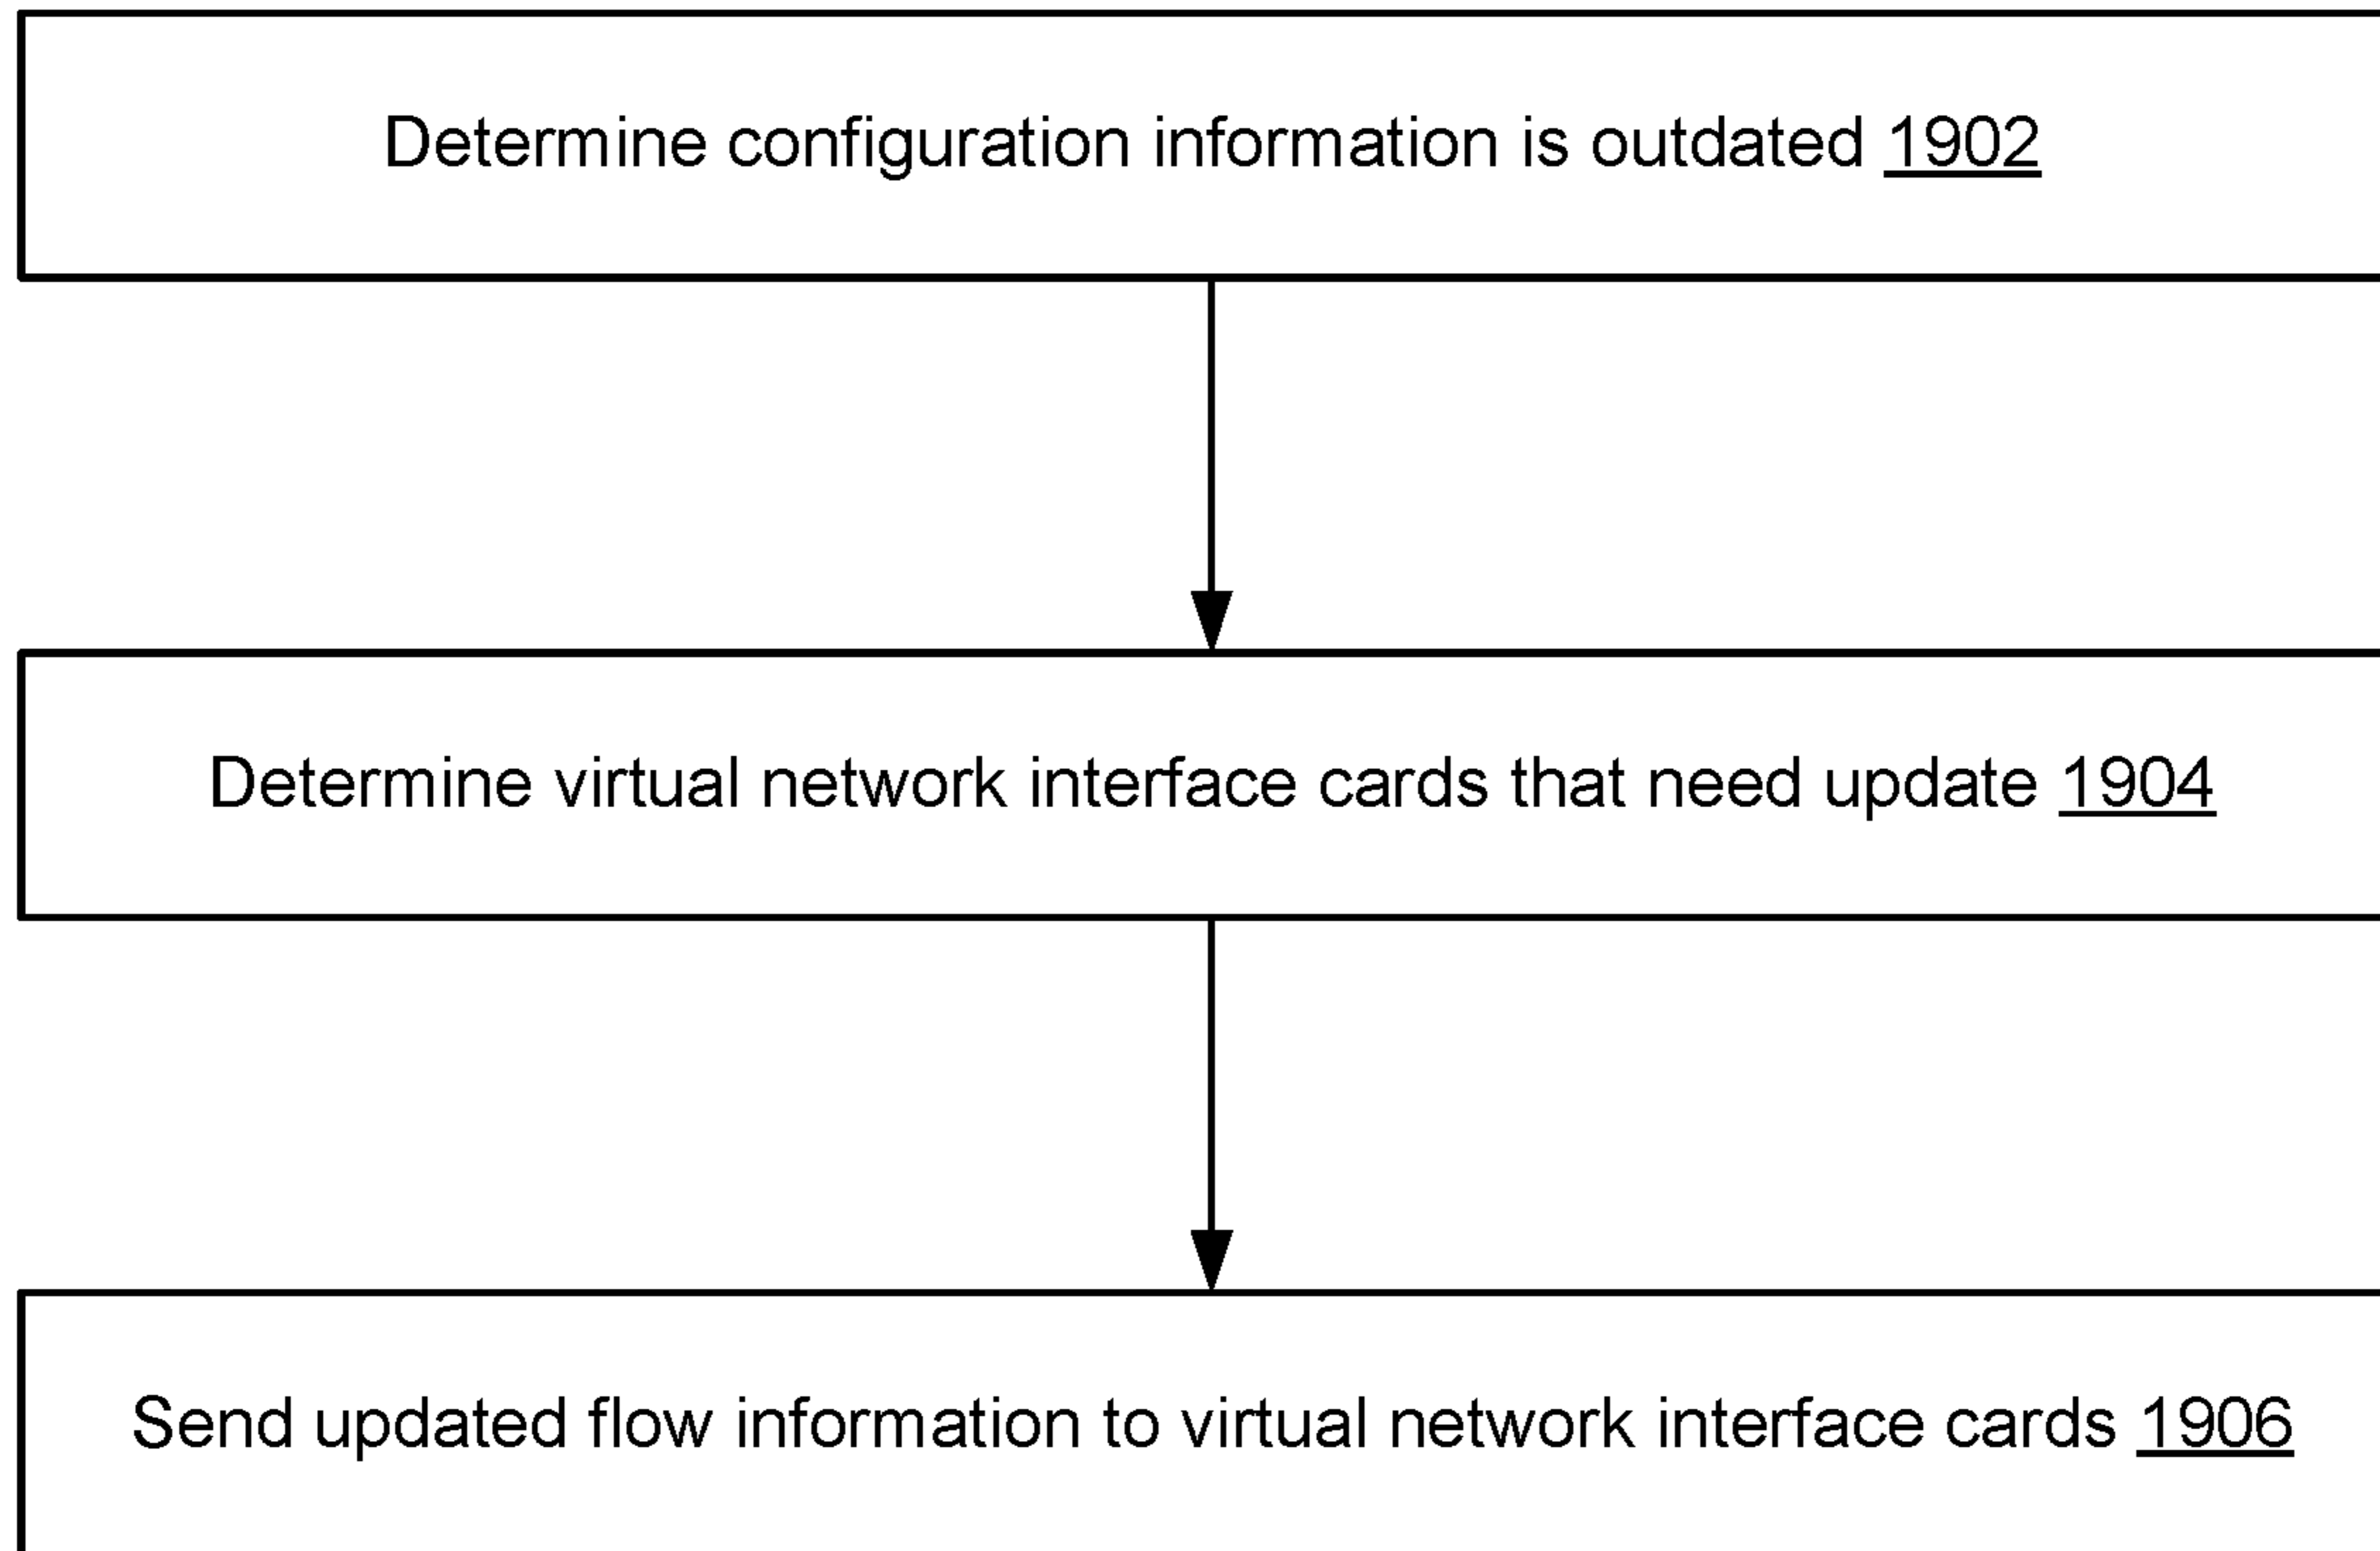 Determine configuration information is outdated 1902
Determine virtual network interface cards that need update 1904
Send updated flow information to virtual network interface cards 1906